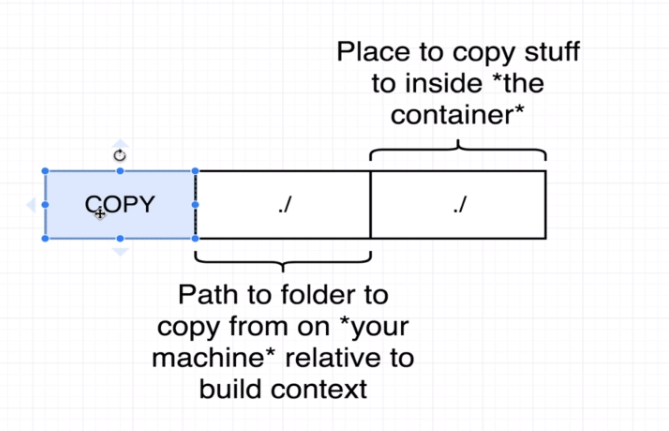 Place to copy stuff
to inside *the
container*
COPY
./
./
Path to folder to
copy from on *your
machine* relative to
build context